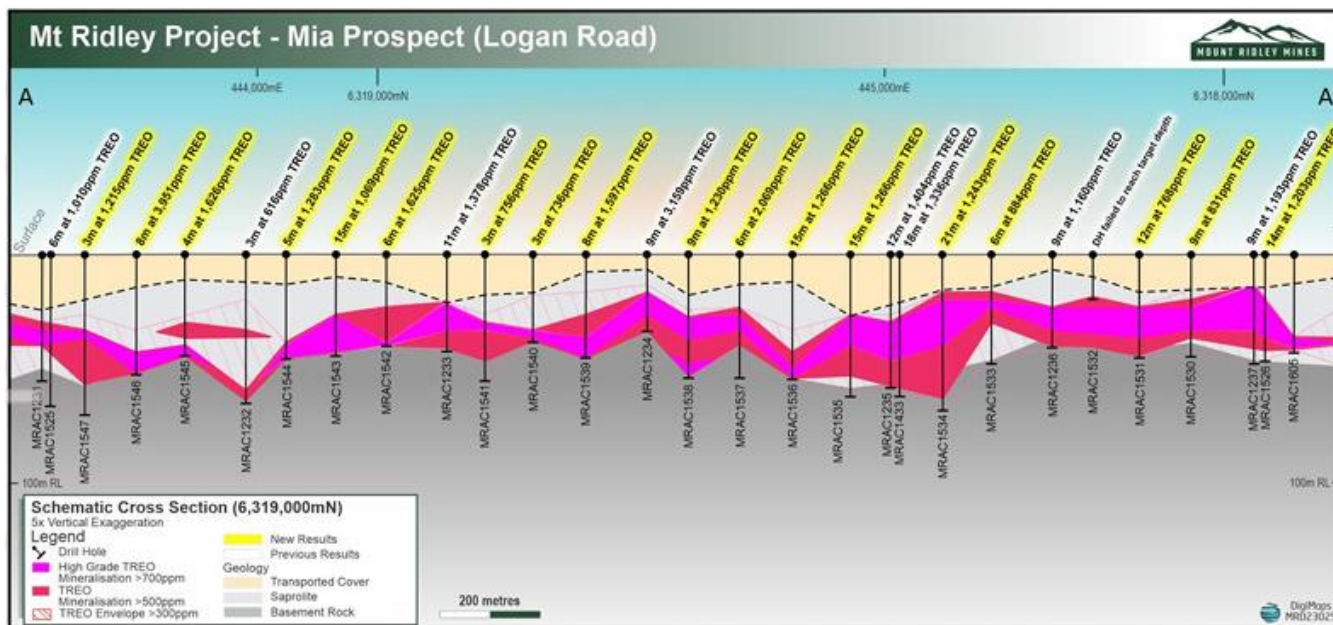 Mt Ridley Project - Mia Prospect (Logan Road)
MOUNT RIDLEY MINES
444,000mE
6,319,000mN
445,000mE
6,318,000mN
A
A
Surface
6m at 1,010ppm TREO
3m at 1,215ppm TREO
8m at 3,951ppm TREO
4m at 1,626ppm TREO
3m at 616ppm TREO
5m at 1,283ppm TREO
15m at 1,069ppm TREO
6m at 1,625ppm TREO
11m at 1,378ppm TREO
3m at 756ppm TREO
3m at 736ppm TREO
8m at 1,597ppm TREO
9m at 3,159ppm TREO
9m at 1,230ppm TREO
6m at 2,069ppm TREO
15m at 1,266ppm TREO
15m at 1,266ppm TREO
12m at 1,404ppm TREO
18m at 1,336ppm TREO
21m at 1,243ppm TREO
6m at 884ppm TREO
9m at 1,160ppm TREO
DH failed to reach target depth
12m at 768ppm TREO
9m at 831ppm TREO
9m at 1,193ppm TREO
14m at 1,203ppm TREO
MRAC1231
MRAC1525
MRAC1547
MRAC1546
MRAC1545
MRAC1232
MRAC1544
MRAC1543
MRAC1542
MRAC1233
MRAC1541
MRAC1540
MRAC1539
MRAC1234
MRAC1538
MRAC1537
MRAC1536
MRAC1535
MRAC1235
MRAC1433
MRAC1534
MRAC1533
MRAC1236
MRAC1532
MRAC1531
MRAC1530
MRAC1237
MRAC1526
MRAC1605
100m RL
100m RL
Schematic Cross Section (6,319,000mN)
5x Vertical Exaggeration
Legend
Drill Hole
High Grade TREO
Mineralisation >700ppm
TREO
Mineralisation >500ppm
TREO Envelope >300ppm
New Results
Previous Results
Geology
Transported Cover
Saprolite
Basement Rock
200 metres
DigiMaps
MRD23025